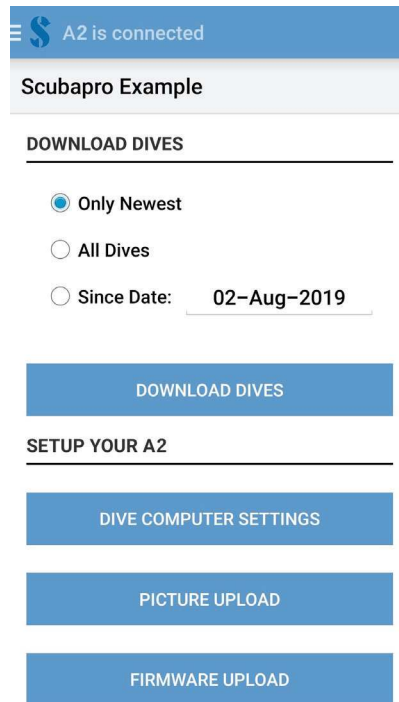 A2 is connected
Scubapro Example
DOWNLOAD DIVES
Only Newest
All Dives
Since Date: 02-Aug-2019
DOWNLOAD DIVES
SETUP YOUR A2
DIVE COMPUTER SETTINGS
PICTURE UPLOAD
FIRMWARE UPLOAD